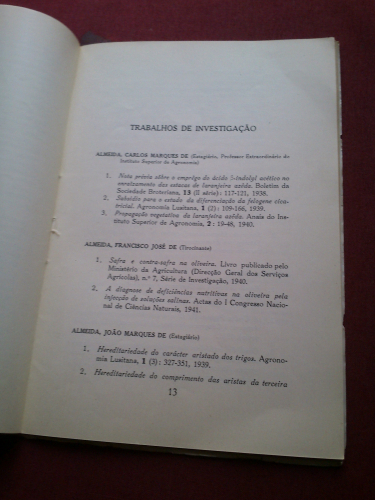 TRABALHOS DE INVESTIGAÇÃO
ALMEIDA, CARLOS MARQUES DE (Estagiário, Professor Extraordinário do
Instituto Superior de Agronomia)
1. Nota prévia sôbre o emprêgo do ácido 3-indolyl acético no
enraizamento das estacas de laranjeira azêda. Boletim da
Sociedade Broteriana, 13 (II série): 117-121, 1938.
2. Subsídio para o estudo da diferenciação da felogene cica-
tricial. Agronomia Lusitana, 1 (2): 109-166, 1939.
3. Propagação vegetativa da laranjeira azêda. Anais do Ins-
tituto Superior de Agronomia, 2: 19-48, 1940.
ALMEIDA, FRANCISCO JOSÉ DE (Tirocinante)
1. Safra e contra-safra na oliveira. Livro publicado pelo
Ministério da Agricultura (Direcção Geral dos Serviços
Agrícolas), n.º 7, Série de Investigação, 1940.
2. A diagnose de deficiências nutritivas na oliveira pela
injecção de soluções salinas. Actas do I Congresso Nacio-
nal de Ciências Naturais, 1941.
ALMEIDA, JOÃO MARQUES DE (Estagiário)
1. Hereditariedade do carácter aristado dos trigos. Agrono-
mia Lusitana, 1 (3): 327-351, 1939.
2. Hereditariedade do comprimento das aristas da terceira
13